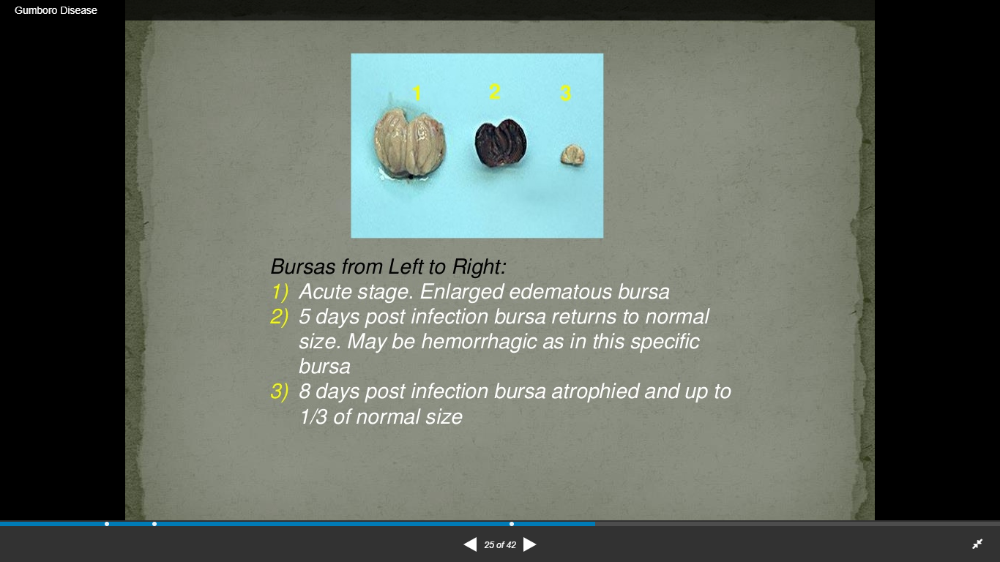 Gumboro Disease
1 2 3
Bursas from Left to Right:
1) Acute stage. Enlarged edematous bursa
2) 5 days post infection bursa returns to normal
size. May be hemorrhagic as in this specific
bursa
3) 8 days post infection bursa atrophied and up to
1/3 of normal size
25 of 42